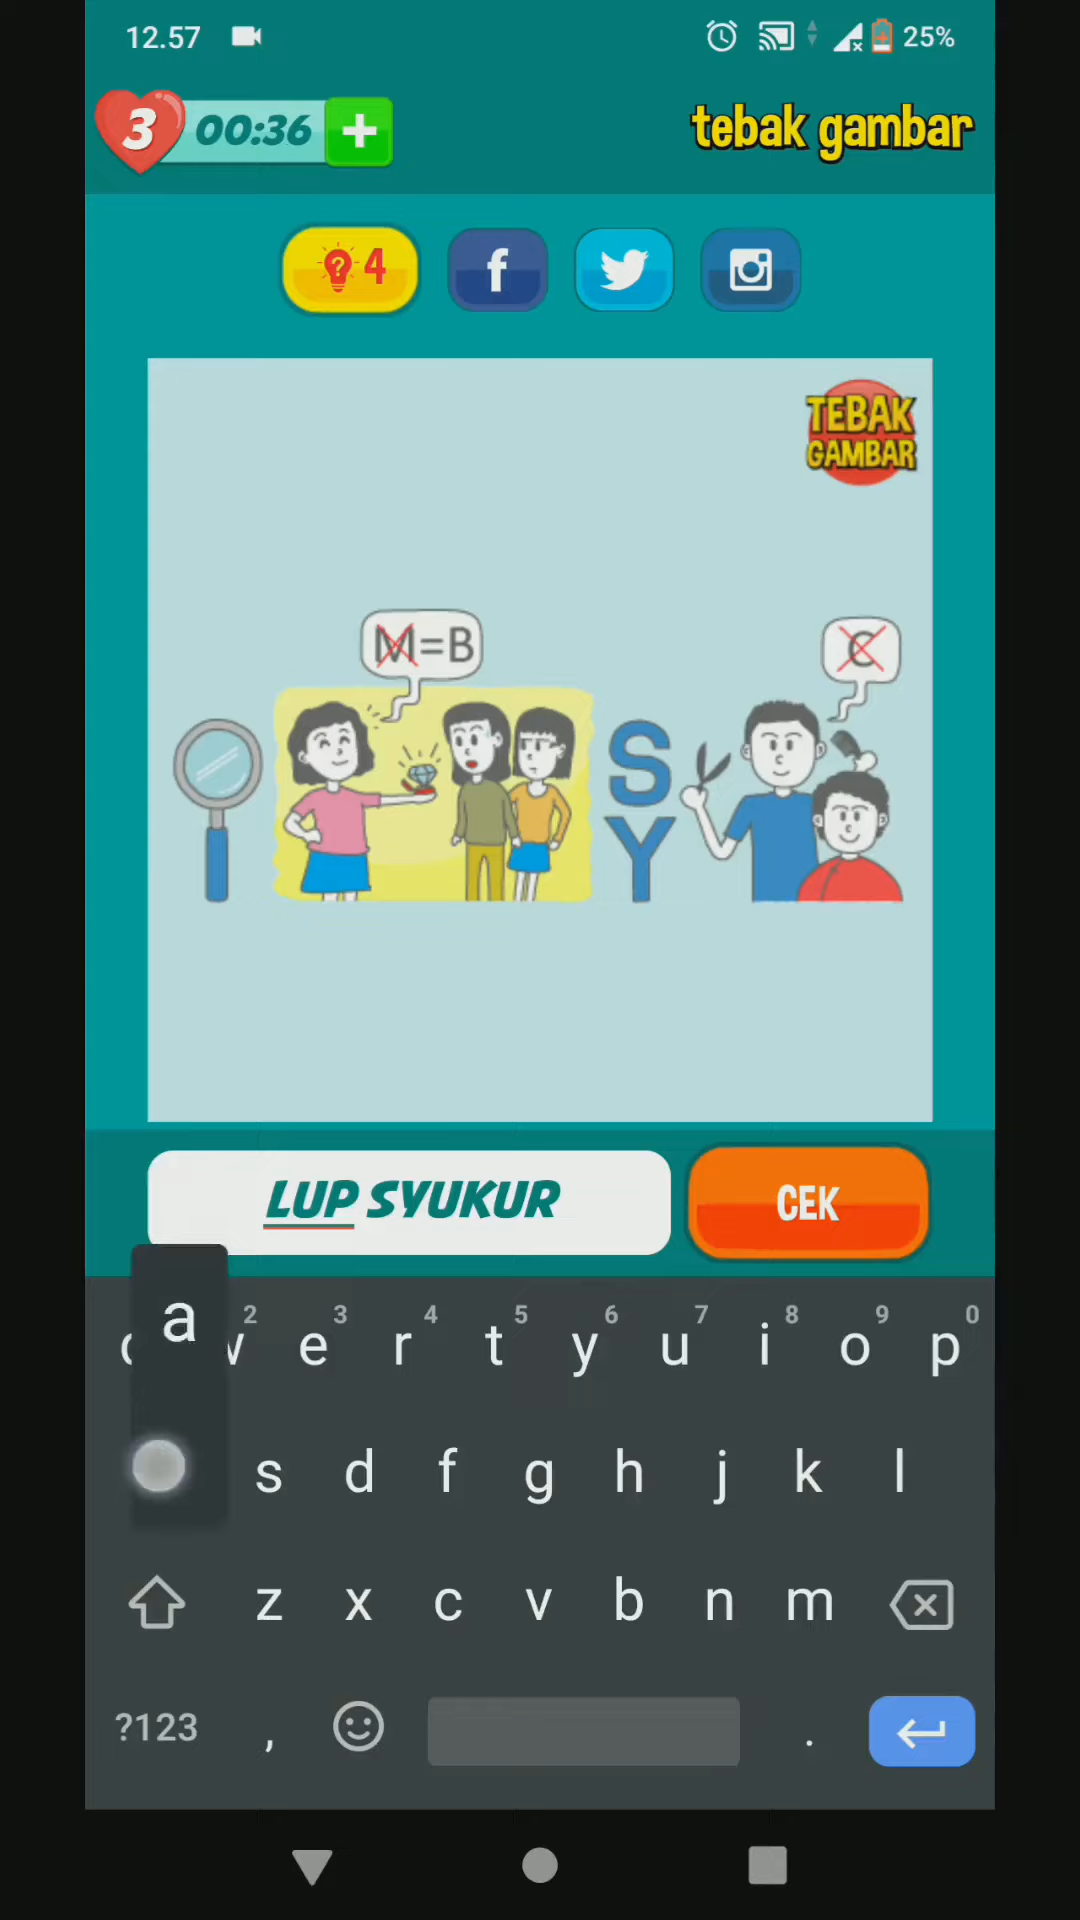 12.57 25%
3 00:36 + tebak gambar
4 f
TEBAK
GAMBAR
M=B
C
S
Y
LUP SYUKUR CEK
a
2 3 4 5 6 7 8 9 0
e r t y u i o p
s d f g h j k l
z x c v b n m
?123 , .